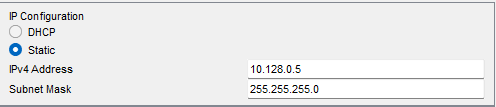 IP Configuration
DHCP
Static
IPv4 Address 10.128.0.5
Subnet Mask 255.255.255.0